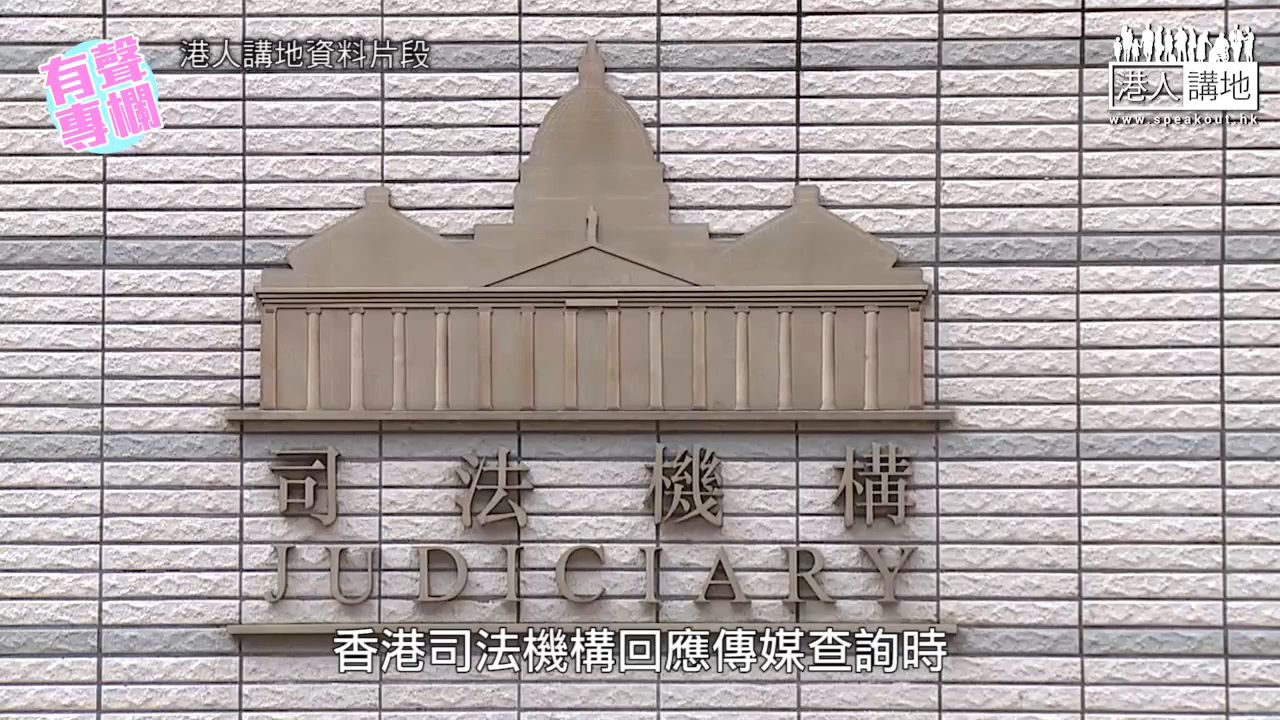 有聲
專欄
港人講地資料片段
港人講地
www.speakout.hk
司法機構
JUDICIARY
香港司法機構回應傳媒查詢時